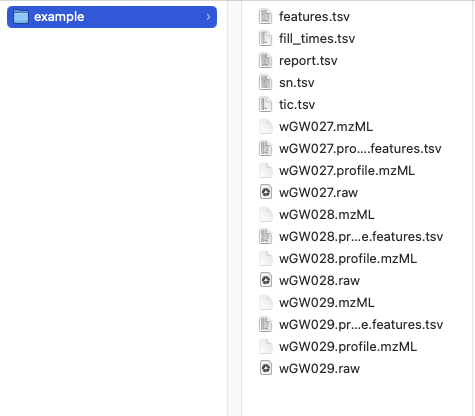 example
features.tsv
fill_times.tsv
report.tsv
sn.tsv
tic.tsv
wGW027.mzML
wGW027.pro....features.tsv
wGW027.profile.mzML
wGW027.raw
wGW028.mzML
wGW028.pr...e.features.tsv
wGW028.profile.mzML
wGW028.raw
wGW029.mzML
wGW029.pr...e.features.tsv
wGW029.profile.mzML
wGW029.raw